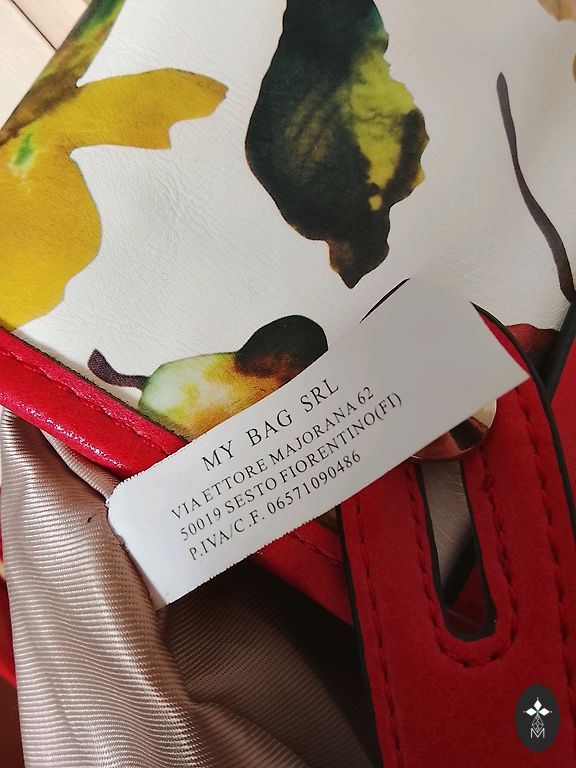 MY BAG SRL
VIA ETTORE MAJORANA 62
50019 SESTO FIORENTINO(FI)
P.IVA/C.F. 06571090486
M